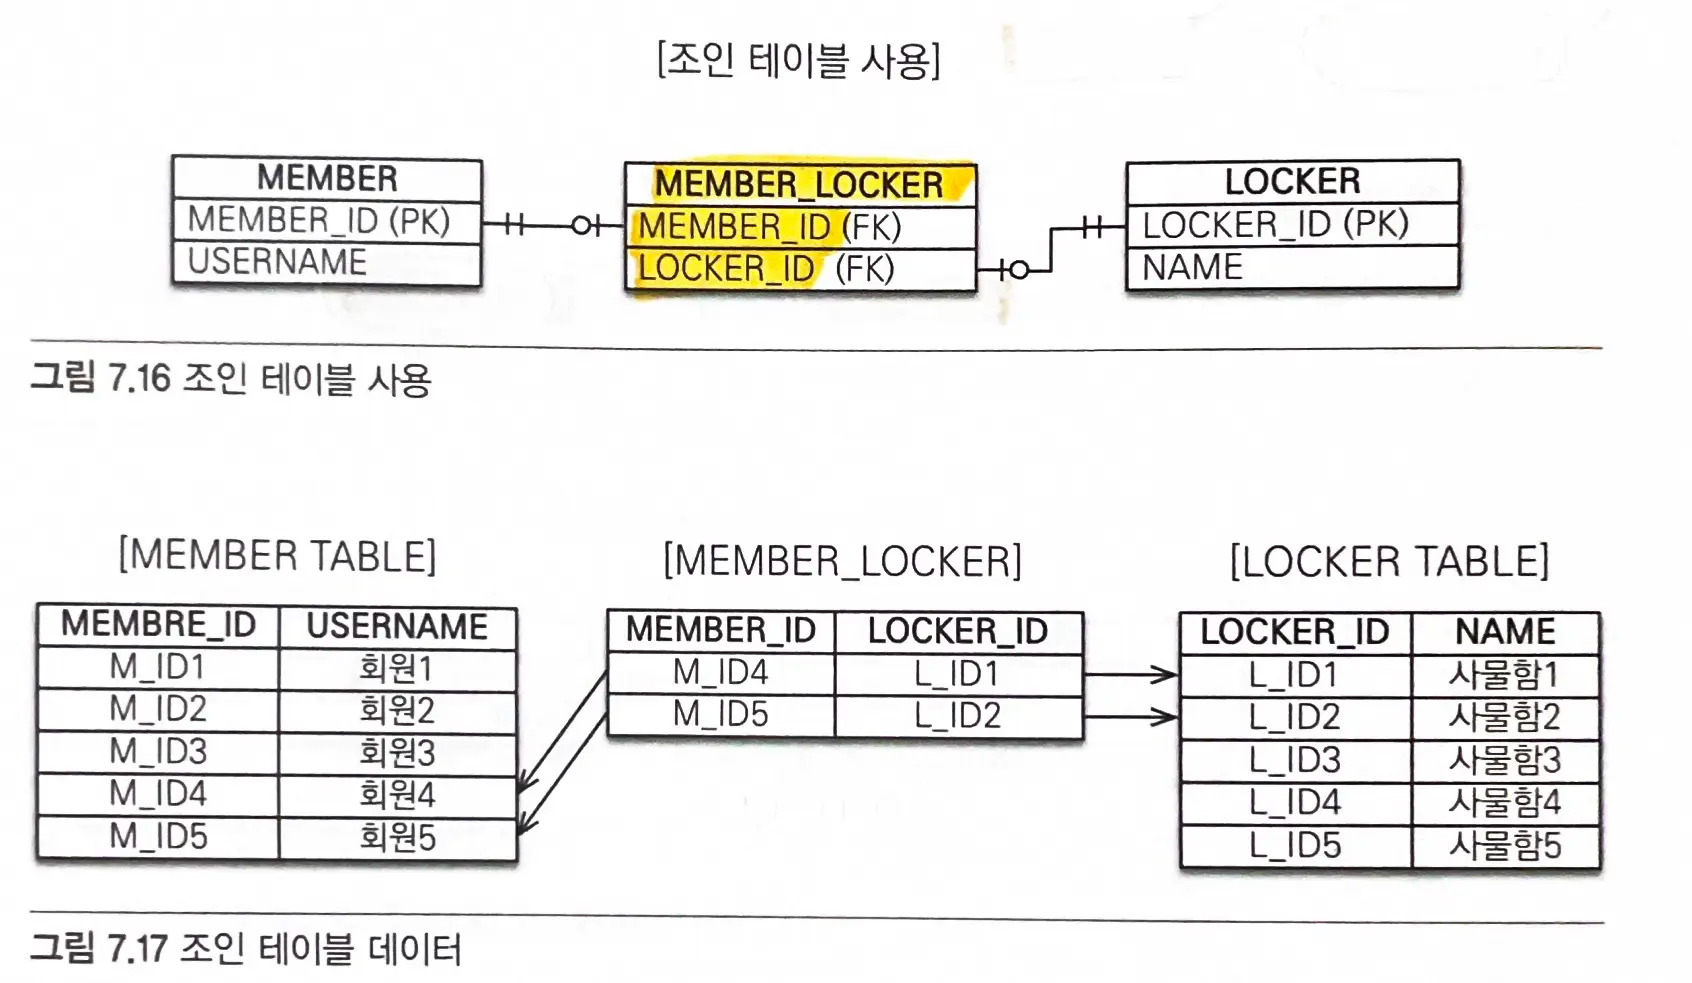 [조인 테이블 사용]
MEMBER
MEMBER_ID (PK)
USERNAME
MEMBER_LOCKER
MEMBER_ID (FK)
LOCKER_ID (FK)
LOCKER
LOCKER_ID (PK)
NAME
그림 7.16 조인 테이블 사용
[MEMBER TABLE]
MEMBRE_ID USERNAME
M_ID1 회원1
M_ID2 회원2
M_ID3 회원3
M_ID4 회원4
M_ID5 회원5
[MEMBER_LOCKER]
MEMBER_ID LOCKER_ID
M_ID4 L_ID1
M_ID5 L_ID2
[LOCKER TABLE]
LOCKER_ID NAME
L_ID1 사물함1
L_ID2 사물함2
L_ID3 사물함3
L_ID4 사물함4
L_ID5 사물함5
그림 7.17 조인 테이블 데이터